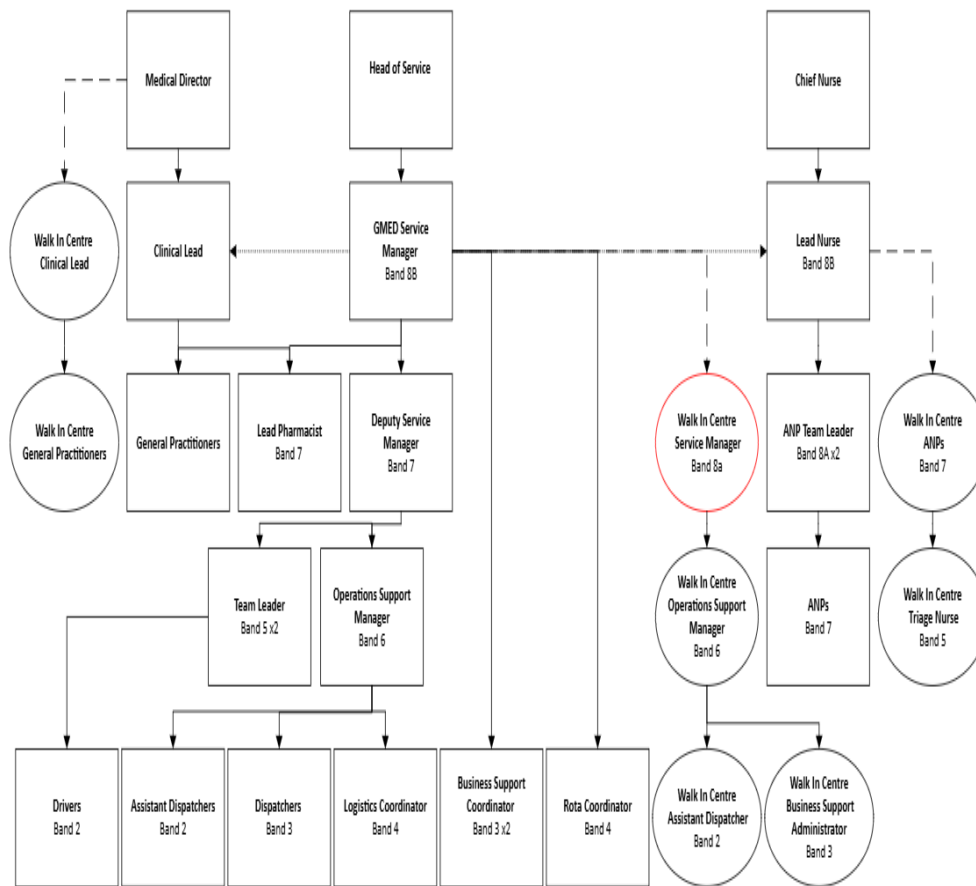 Medical Director
Head of Service
Chief Nurse
Walk In Centre
Clinical Lead
Clinical Lead
GMED Service
Manager
Band 8B
Lead Nurse
Band 8B
Walk In Centre
General Practitioners
General Practitioners
Lead Pharmacist
Band 7
Deputy Service
Manager
Band 7
Walk In Centre
Service Manager
Band 8a
ANP Team Leader
Band 8A x2
Walk In Centre
ANPs
Band 7
Team Leader
Band 5 x2
Operations Support
Manager
Band 6
Walk In Centre
Operations Support
Manager
Band 6
ANPs
Band 7
Walk In Centre
Triage Nurse
Band 5
Drivers
Band 2
Assistant Dispatchers
Band 2
Dispatchers
Band 3
Logistics Coordinator
Band 4
Business Support
Coordinator
Band 3 x2
Rota Coordinator
Band 4
Walk In Centre
Assistant Dispatcher
Band 2
Walk In Centre
Business Support
Administrator
Band 3